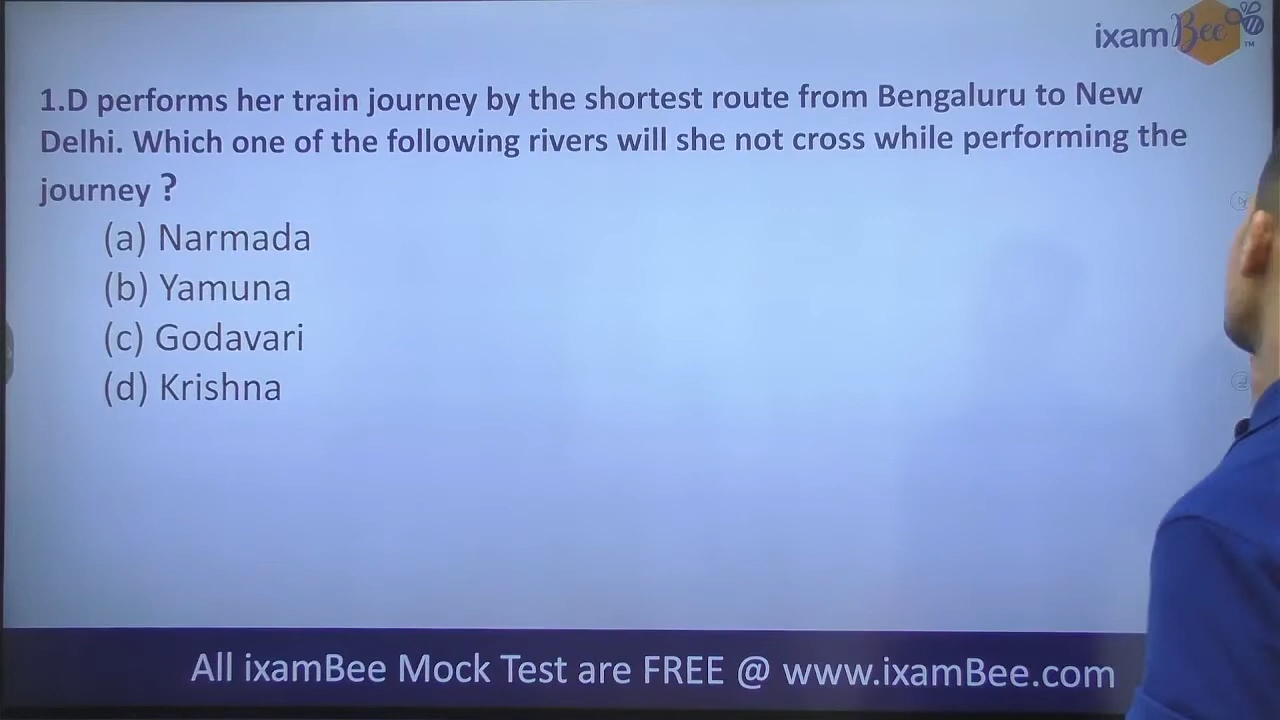 ixamBee™
1.D performs her train journey by the shortest route from Bengaluru to New
Delhi. Which one of the following rivers will she not cross while performing the
journey ?
(a) Narmada
(b) Yamuna
(c) Godavari
(d) Krishna
All ixamBee Mock Test are FREE @ www.ixamBee.com